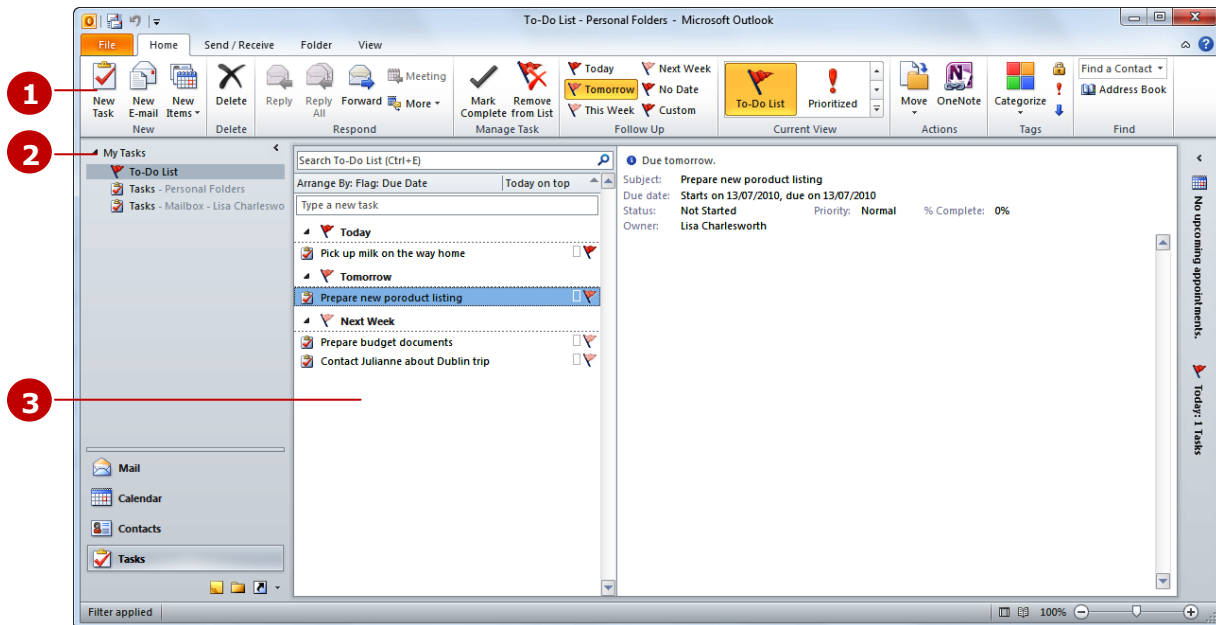 To-Do List - Personal Folders - Microsoft Outlook
File Home Send / Receive Folder View
1
New Task
New E-mail
New Items
New
Delete
Delete
Reply
Reply All
Forward
Meeting
More
Respond
Mark Complete
Remove from List
Manage Task
Today Next Week
Tomorrow No Date
This Week Custom
Follow Up
To-Do List
Prioritized
Current View
Move
OneNote
Actions
Categorize
Tags
Find a Contact
Address Book
Find
2
My Tasks
To-Do List
Tasks - Personal Folders
Tasks - Mailbox - Lisa Charleswo
3
Mail
Calendar
Contacts
Tasks
Search To-Do List (Ctrl+E)
Arrange By: Flag: Due Date Today on top
Type a new task
Today
Pick up milk on the way home
Tomorrow
Prepare new poroduct listing
Next Week
Prepare budget documents
Contact Julianne about Dublin trip
Due tomorrow.
Subject: Prepare new poroduct listing
Due date: Starts on 13/07/2010, due on 13/07/2010
Status: Not Started Priority: Normal % Complete: 0%
Owner: Lisa Charlesworth
No upcoming appointments.
Today: 1 Tasks
Filter applied
100%